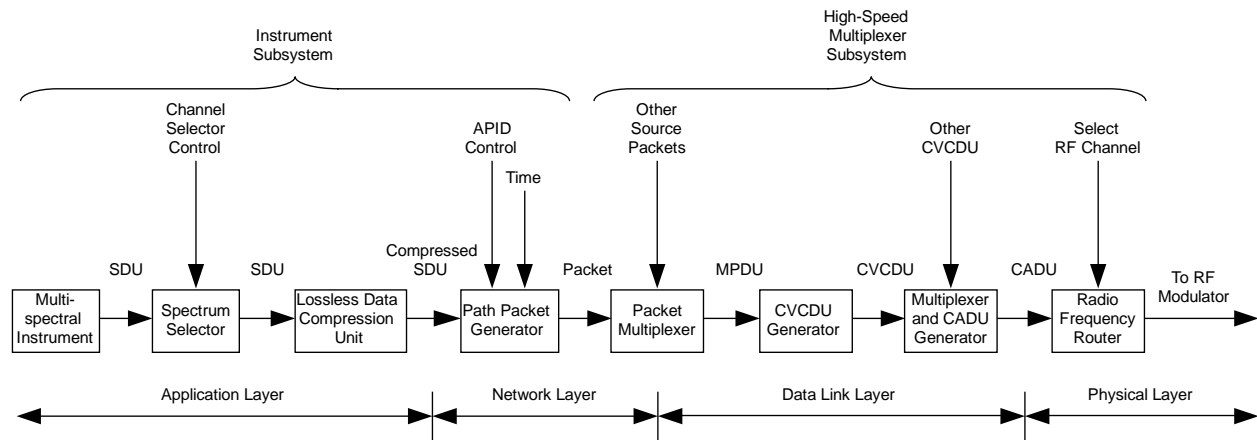 Instrument
Subsystem
High-Speed
Multiplexer
Subsystem
Channel
Selector
Control
APID
Control
Time
Other
Source
Packets
Other
CVCDU
Select
RF Channel
SDU
SDU
Compressed
SDU
Packet
MPDU
CVCDU
CADU
To RF
Modulator
Multi-
spectral
Instrument
Spectrum
Selector
Lossless Data
Compression
Unit
Path Packet
Generator
Packet
Multiplexer
CVCDU
Generator
Multiplexer
and CADU
Generator
Radio
Frequency
Router
Application Layer
Network Layer
Data Link Layer
Physical Layer